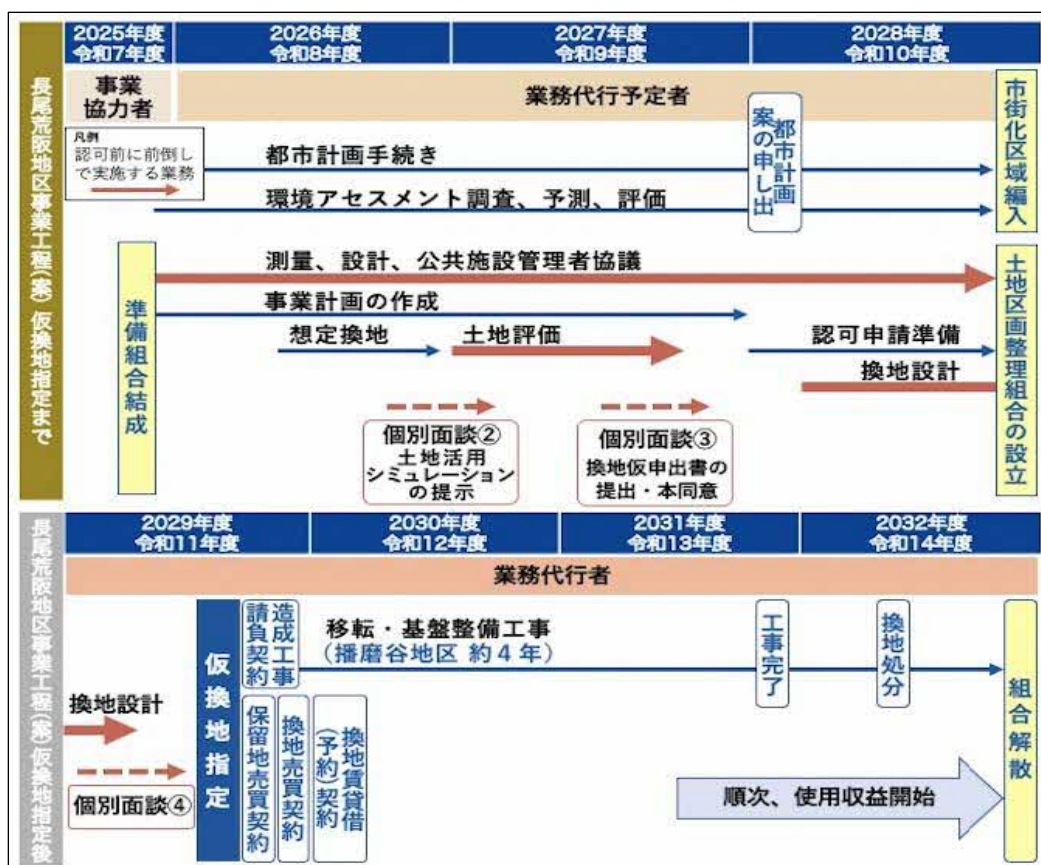 2025年度
令和7年度
2026年度
令和8年度
2027年度
令和9年度
2028年度
令和10年度
長尾荒阪地区事業工程(案)仮換地指定まで
事業
協力者
業務代行予定者
凡例
認可前に前倒し
で実施する業務
都市計画手続き
環境アセスメント調査、予測、評価
都市計画
案の申し出
市街化区域編入
準備組合結成
測量、設計、公共施設管理者協議
事業計画の作成
想定換地
土地評価
認可申請準備
換地設計
土地区画整理組合の設立
個別面談②
土地活用
シミュレーション
の提示
個別面談③
換地仮申出書の
提出・本同意
2029年度
令和11年度
2030年度
令和12年度
2031年度
令和13年度
2032年度
令和14年度
長尾荒阪地区事業工程(案)仮換地指定後
業務代行者
換地設計
個別面談④
仮換地指定
造成工事
請負契約
移転・基盤整備工事
(播磨谷地区 約4年)
工事完了
換地処分
組合解散
保留地売買契約
換地売買契約
換地賃貸借
(予約)契約
順次、使用収益開始